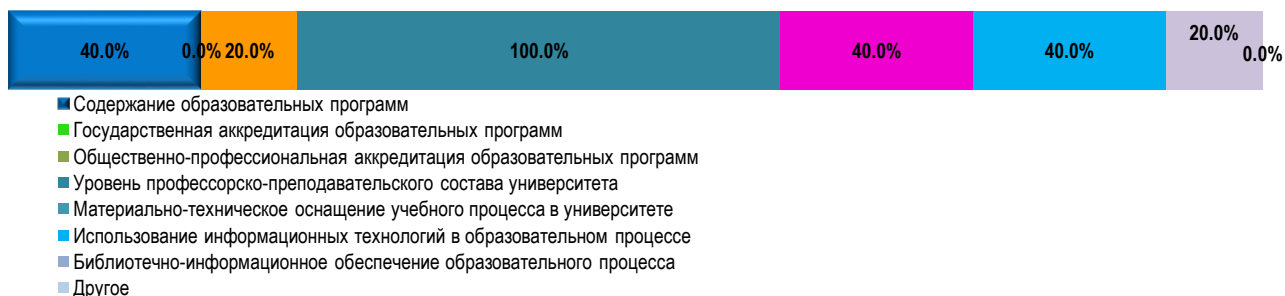 40.0% 0.0% 20.0% 100.0% 40.0% 40.0% 20.0% 0.0%
Содержание образовательных программ
Государственная аккредитация образовательных программ
Общественно-профессиональная аккредитация образовательных программ
Уровень профессорско-преподавательского состава университета
Материально-техническое оснащение учебного процесса в университете
Использование информационных технологий в образовательном процессе
Библиотечно-информационное обеспечение образовательного процесса
Другое